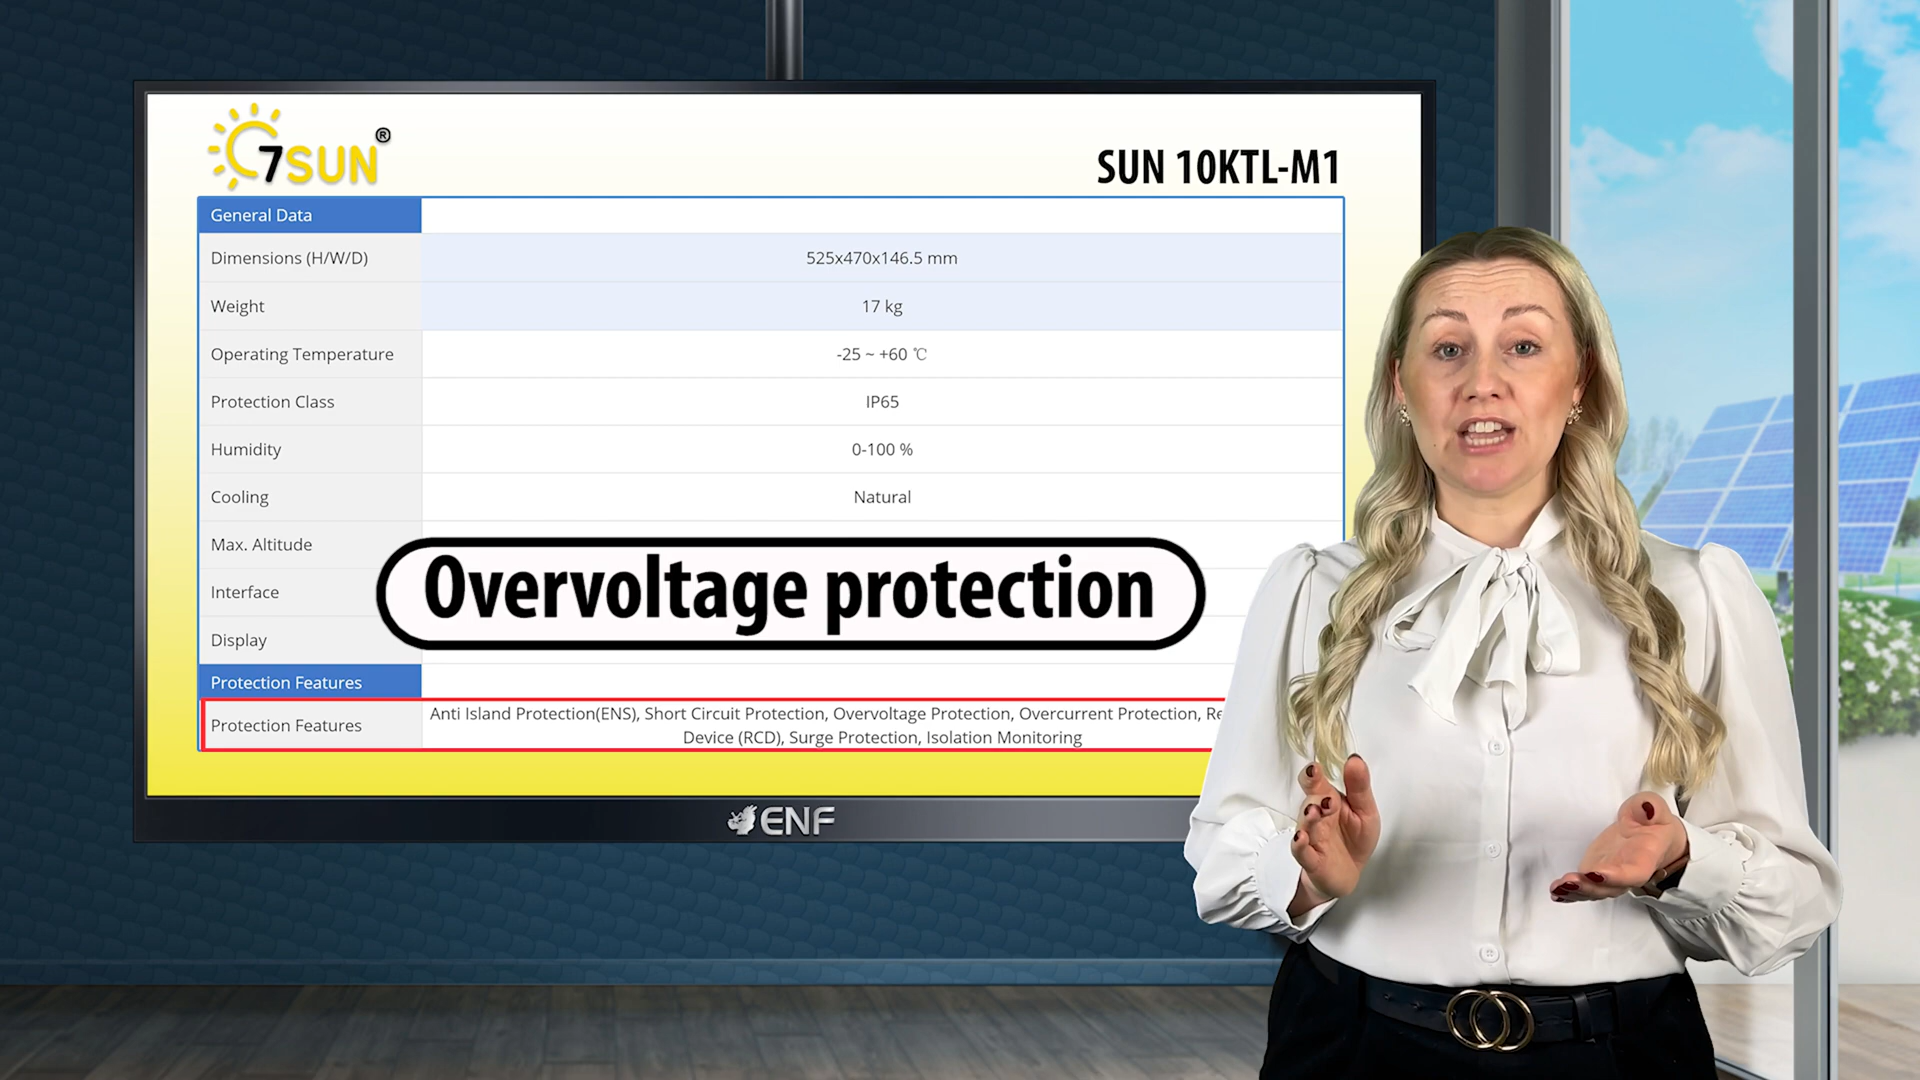 7SUN®
SUN 10KTL-M1
General Data
Dimensions (H/W/D) 525x470x146.5 mm
Weight 17 kg
Operating Temperature -25 ~ +60 ℃
Protection Class IP65
Humidity 0-100 %
Cooling Natural
Max. Altitude
Interface
Display
Overvoltage protection
Protection Features
Protection Features
Anti Island Protection(ENS), Short Circuit Protection, Overvoltage Protection, Overcurrent Protection,
Device (RCD), Surge Protection, Isolation Monitoring
ENF